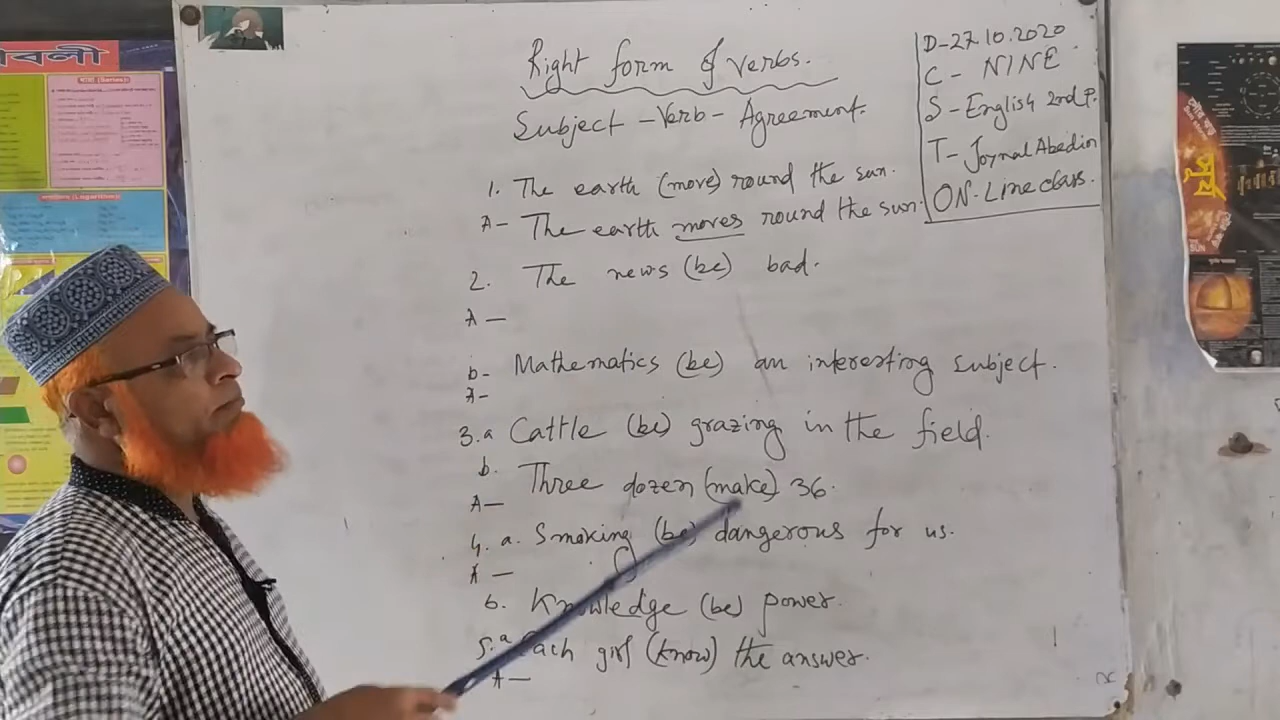 বলী
Right form of verbs.
Subject - Verb - Agreement.
D-27.10.2020
C - NINE
S - English 2nd P.
T- Joynal Abedin
ON-Line class.
1. The earth (move) round the sun.
A- The earth moves round the sun.
2. The news (be) bad.
A —
b- Mathematics (be) an interesting subject.
A-
3.a Cattle (be) grazing in the field.
b. Three dozen (make) 36.
A—
4. a. Smoking (be) dangerous for us.
A —
b. Knowledge (be) power.
5.a Each girl (know) the answer.
A —
সূর্য
SUN